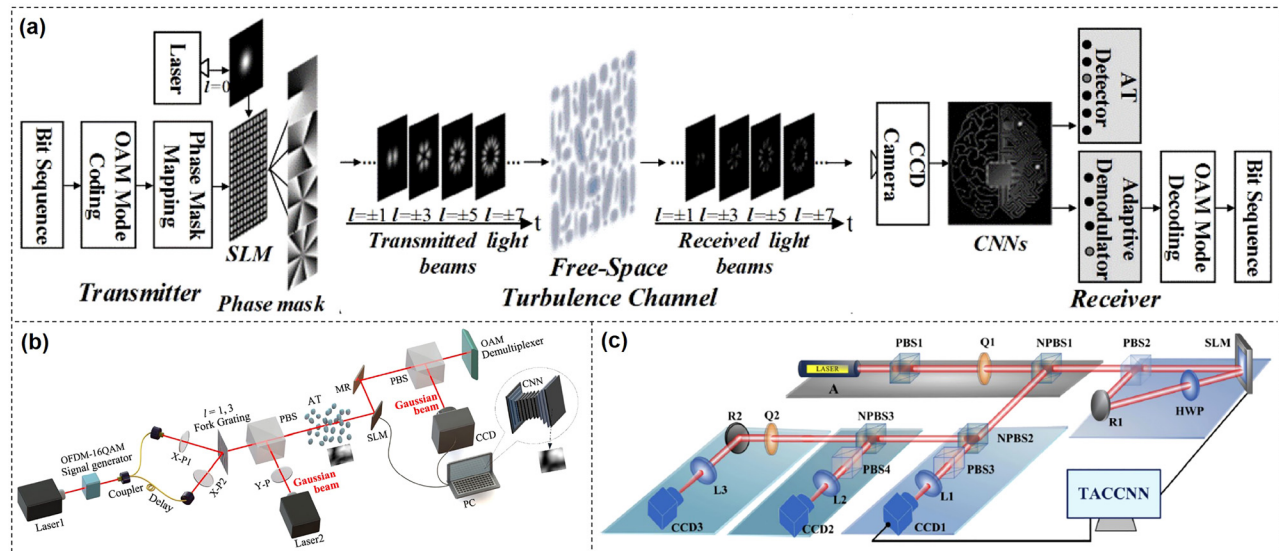 (a)
Laser
l=0
Bit Sequence
OAM Mode
Coding
Phase Mask
Mapping
SLM
Phase mask
Transmitter
l=±1 l=±3 l=±5 l=±7 t
Transmitted light
beams
Free-Space
Turbulence Channel
l=±1 l=±3 l=±5 l=±7 t
Received light
beams
CCD
Camera
CNNs
AT
Detector
Adaptive
Demodulator
OAM Mode
Decoding
Bit Sequence
Receiver
(b)
OFDM-16QAM
Signal generator
Laser1
Coupler
Delay
X-P1
X-P2
l = 1, 3
Fork Grating
PBS
Y-P
Gaussian
beam
Laser2
AT
MR
SLM
PBS
OAM
Demultiplexer
Gaussian
beam
CCD
CNN
PC
(c)
LASER
A
PBS1
Q1
NPBS1
PBS2
SLM
HWP
R1
R2
Q2
NPBS3
NPBS2
PBS4
PBS3
L3
L2
L1
CCD3
CCD2
CCD1
TACCNN